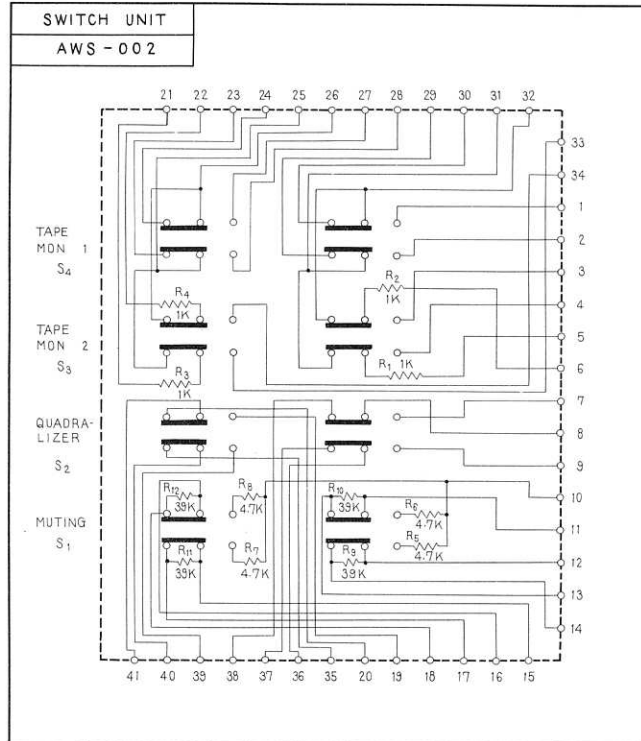 SWITCH UNIT
AWS-002
21 22 23 24 25 26 27 28 29 30 31 32
33
34
1
TAPE
MON 1
S4
2
3
R2
1K
R4
1K
4
TAPE
MON 2
S3
5
R1 1K
6
R3
1K
7
QUADRA-
LIZER
S2
8
9
R12
39K
R8
4.7K
R10
39K
10
R6
4.7K
11
MUTING
S1
R11
39K
R7
4.7K
R9
39K
R5
4.7K
12
13
14
41 40 39 38 37 36 35 20 19 18 17 16 15